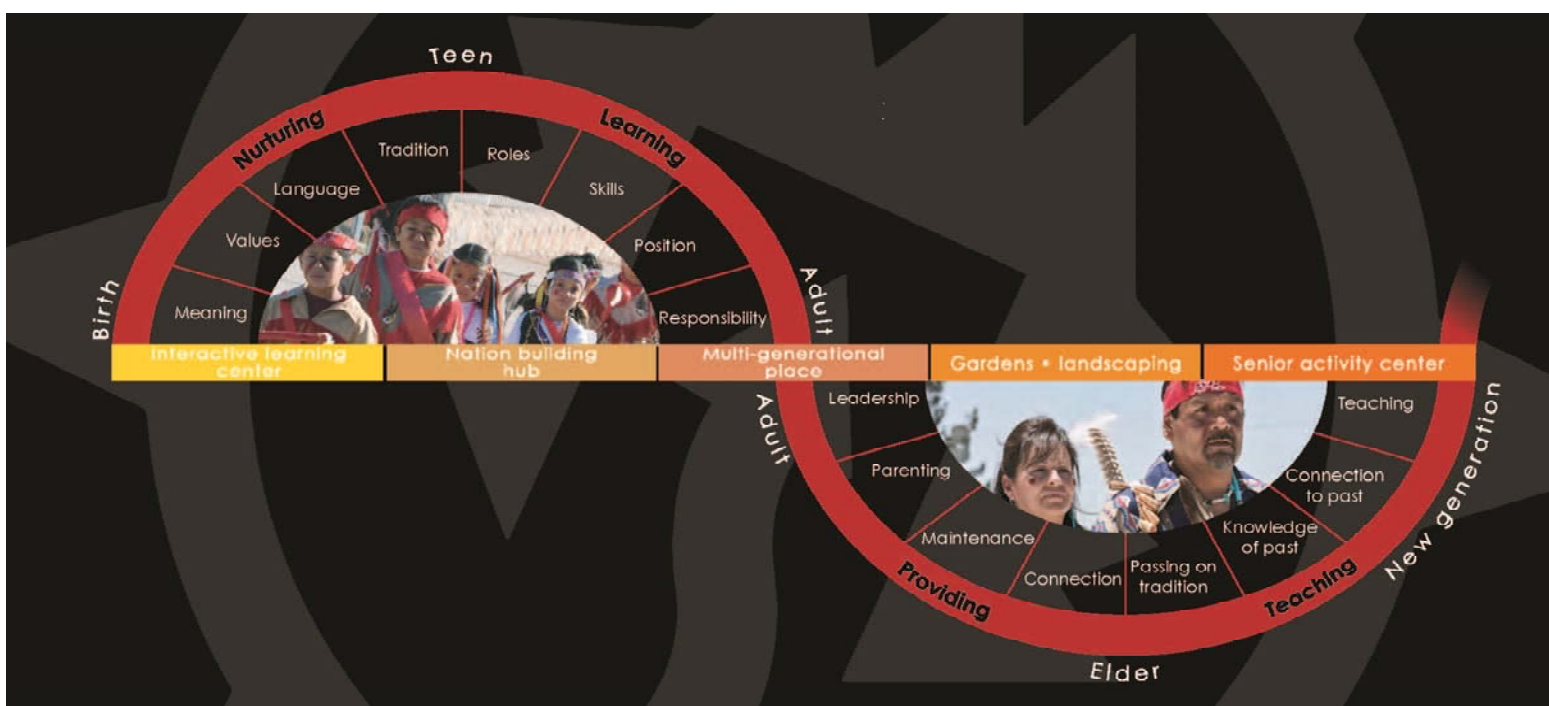 Teen
Nurturing
Learning
Tradition
Roles
Language
Skills
Values
Position
Meaning
Responsibility
Birth
Adult
Interactive learning
center
Nation building
hub
Multi-generational
place
Gardens • landscaping
Senior activity center
Adult
Leadership
Teaching
Parenting
Connection
to past
Maintenance
Knowledge
of past
Connection
Passing on
tradition
Providing
Teaching
New generation
Elder